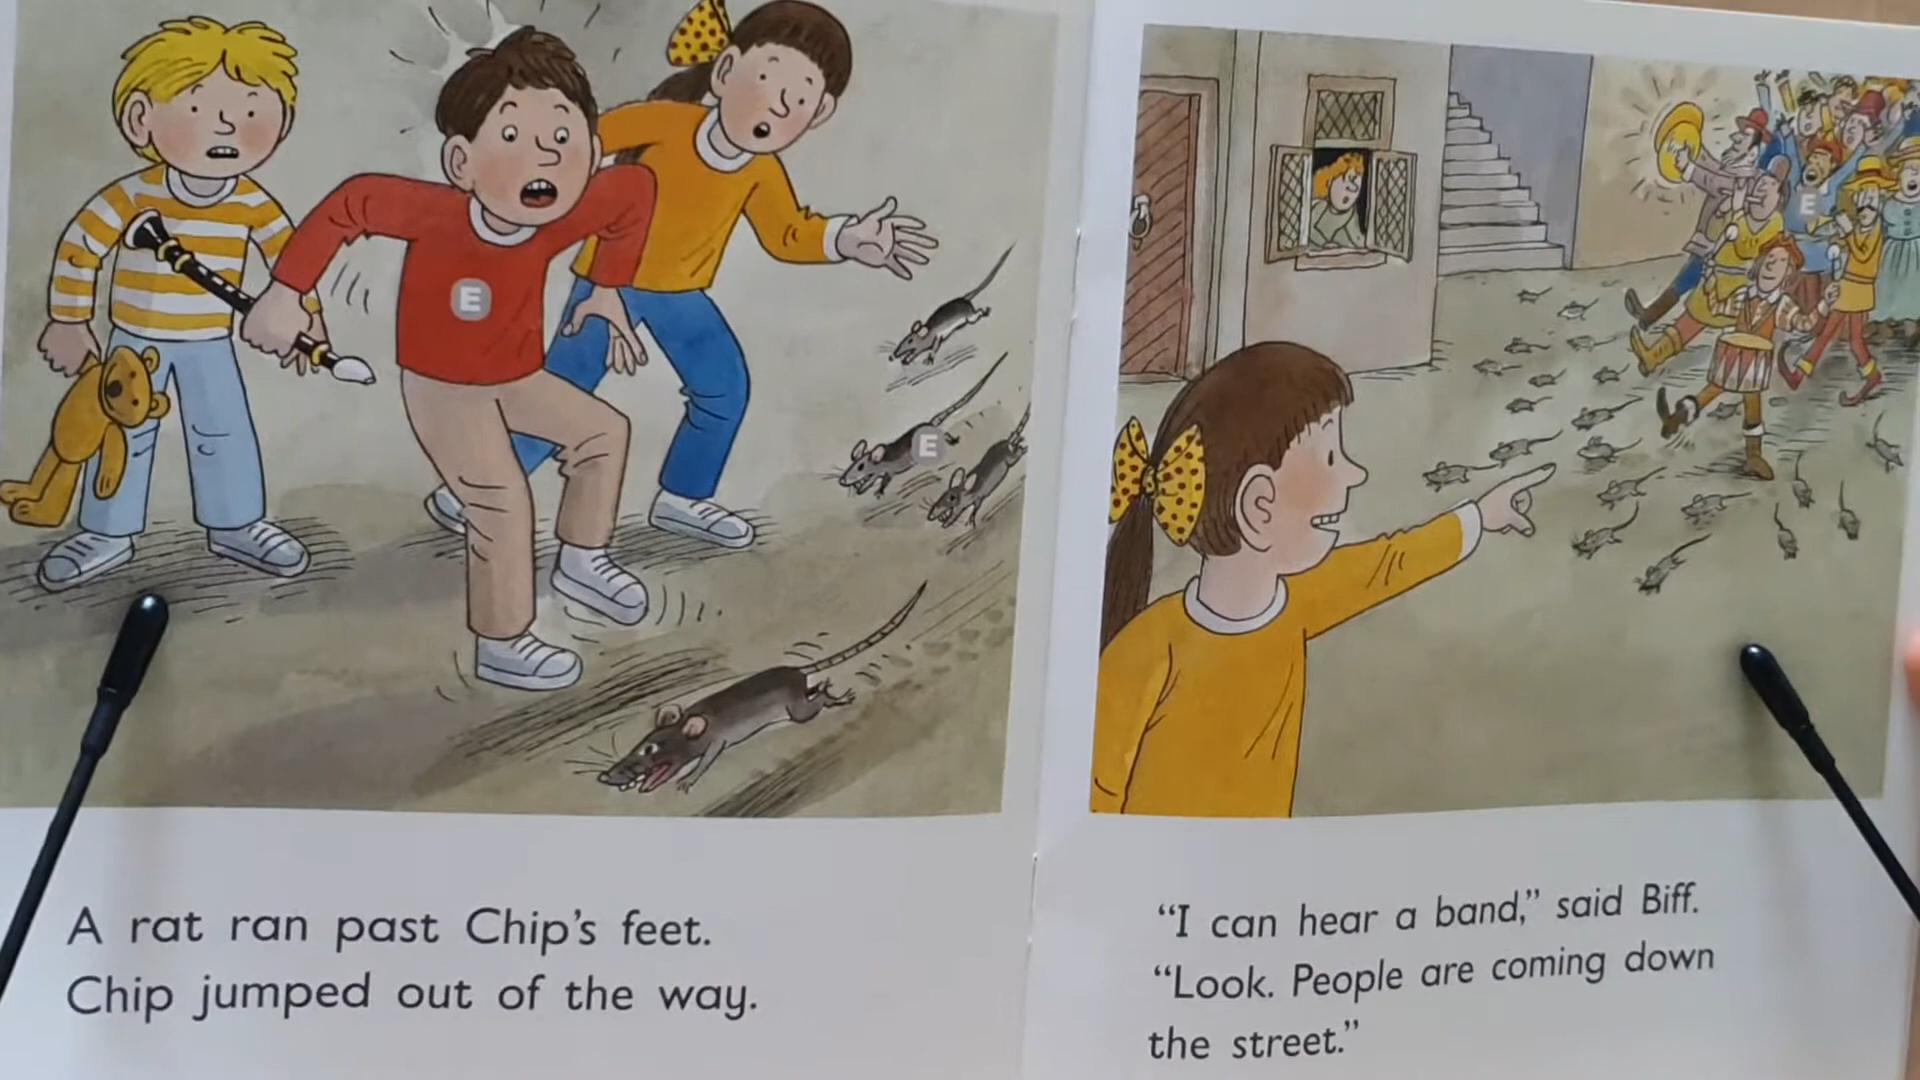 E
E
E
A rat ran past Chip's feet.
Chip jumped out of the way.
“I can hear a band,” said Biff.
“Look. People are coming down
the street.”